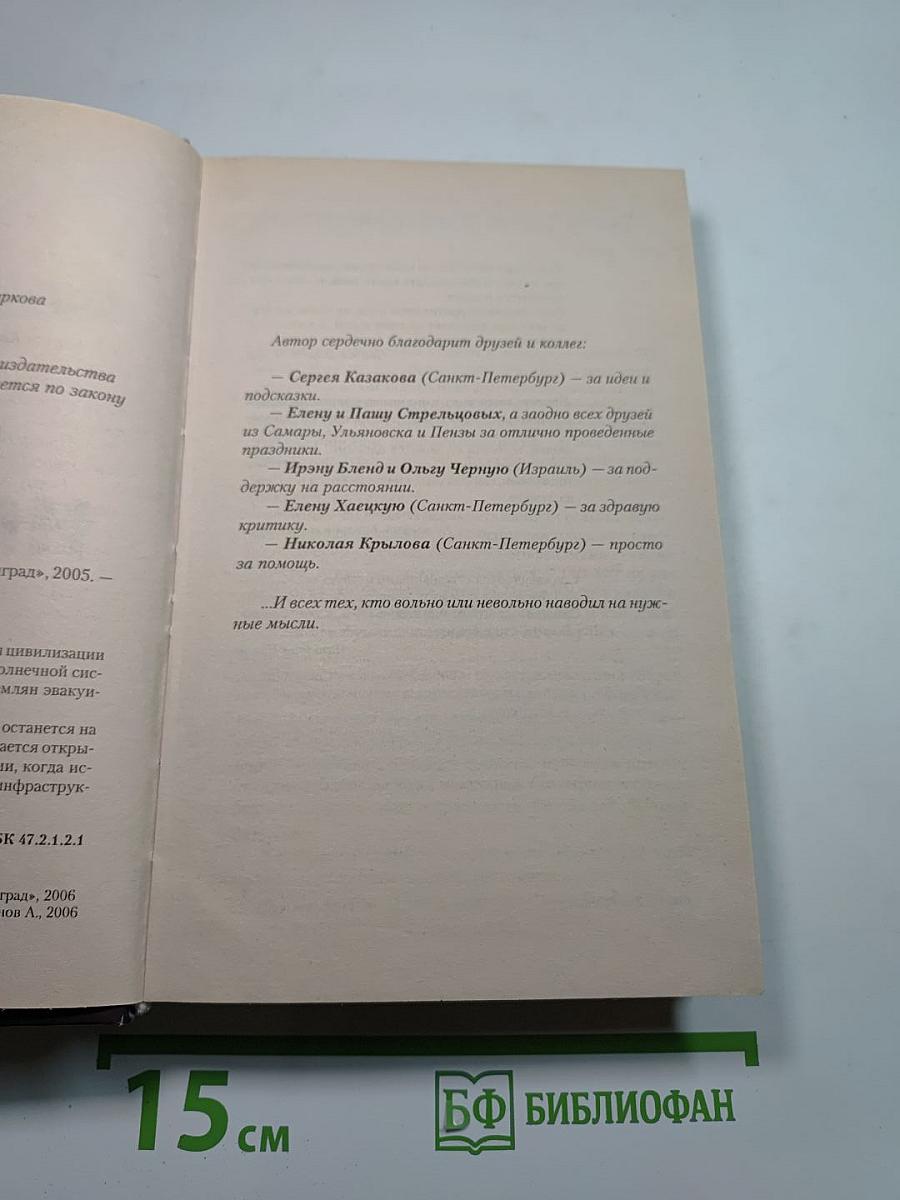 ркова
издательства
ется по закону
град», 2005. —
цивилизации
олнечной сис-
млян эвакуи-
останется на
ается откры-
ии, когда ис-
инфраструк-
БК 47.2.1.2.1
град», 2006
нов А., 2006
Автор сердечно благодарит друзей и коллег:
— Сергея Казакова (Санкт-Петербург) — за идеи и
подсказки.
— Елену и Пашу Стрельцовых, а заодно всех друзей
из Самары, Ульяновска и Пензы за отлично проведенные
праздники.
— Ирэну Бленд и Ольгу Черную (Израиль) — за под-
держку на расстоянии.
— Елену Хаецкую (Санкт-Петербург) — за здравую
критику.
— Николая Крылова (Санкт-Петербург) — просто
за помощь.
...И всех тех, кто вольно или невольно наводил на нуж-
ные мысли.
15 см
БФ БИБЛИОФАН